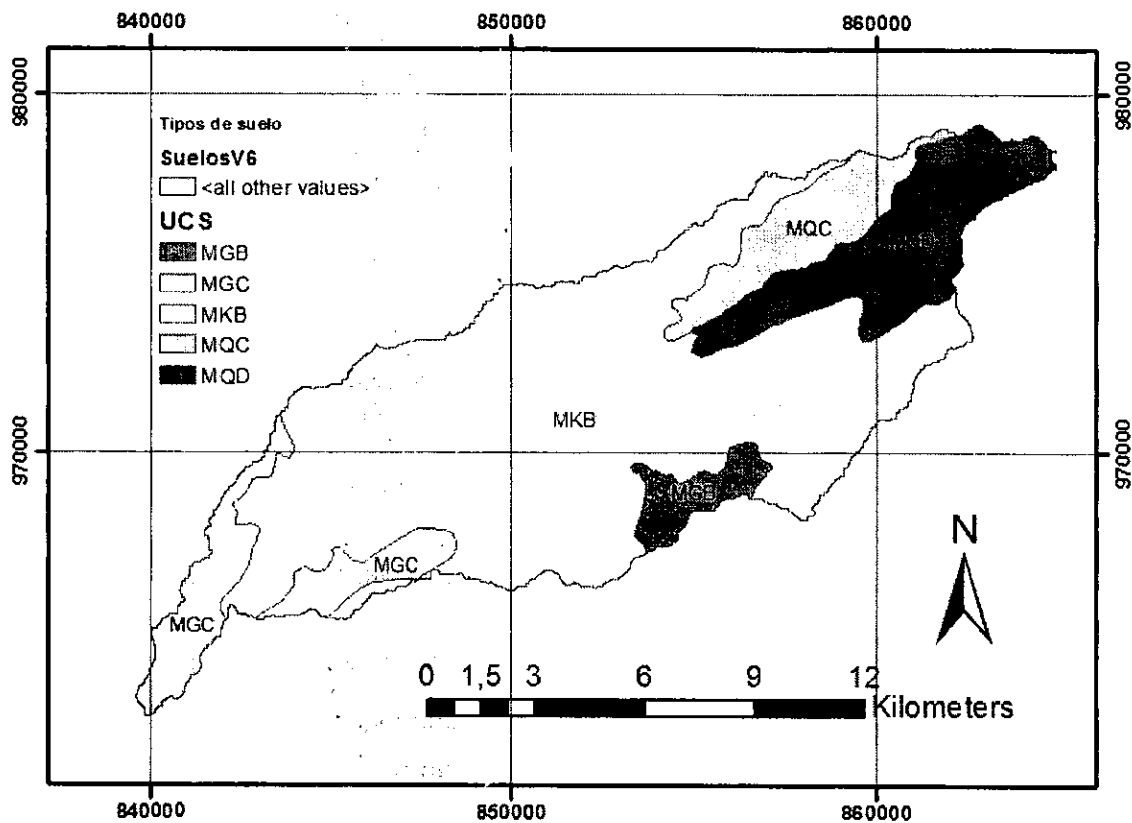 840000 850000 860000
980000 980000
Tipos de suelo
SuelosV6
<all other values>
UCS
MGB
MGC
MKB
MQC
MQD
MQC
MKB
970000 970000
MGB
MGC
MGC
N
0 1,5 3 6 9 12
Kilometers
840000 850000 860000